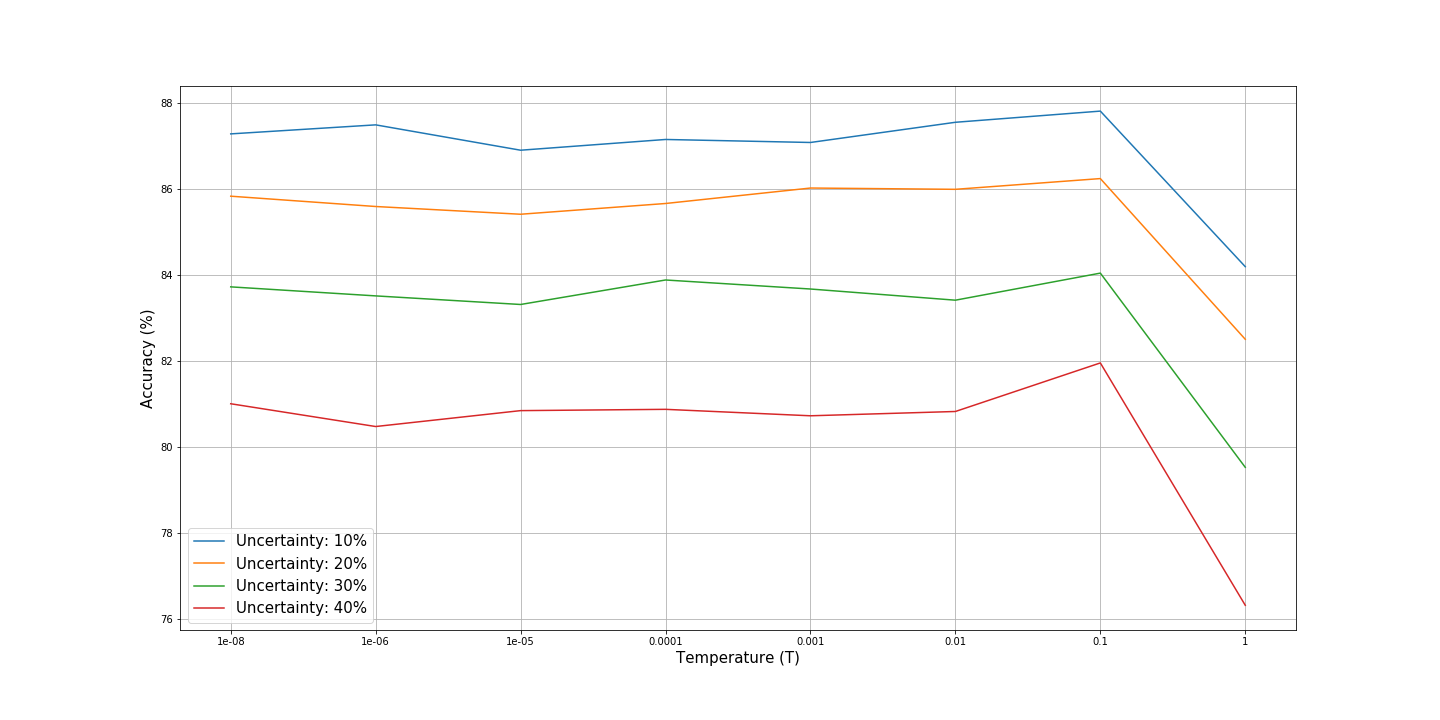 88
86
84
82
80
78
76
Accuracy (%)
Uncertainty: 10%
Uncertainty: 20%
Uncertainty: 30%
Uncertainty: 40%
1e-08 1e-06 1e-05 0.0001 0.001 0.01 0.1 1
Temperature (T)